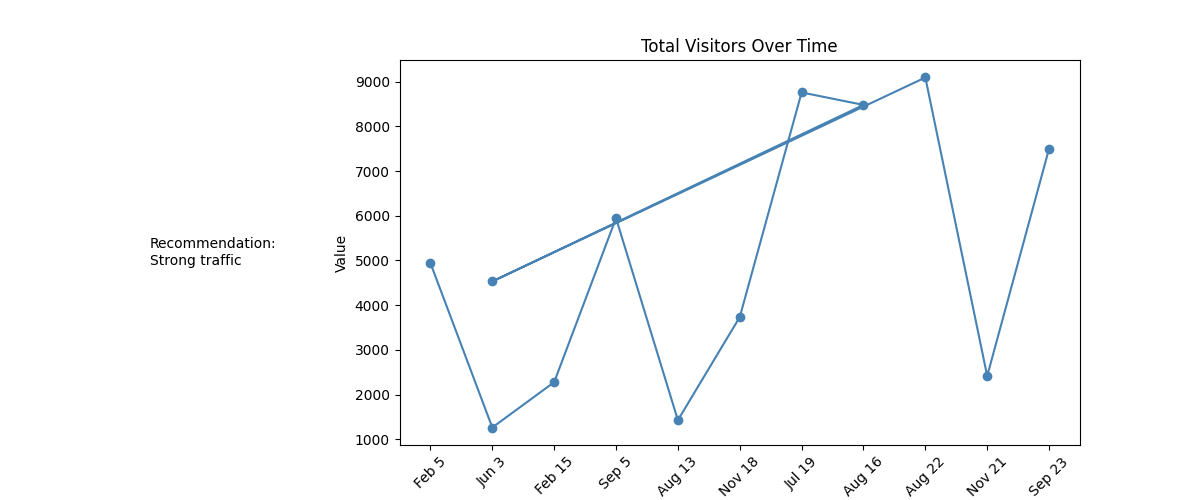 Total Visitors Over Time
Recommendation:
Strong traffic
Value
9000
8000
7000
6000
5000
4000
3000
2000
1000
Feb 5
Jun 3
Feb 15
Sep 5
Aug 13
Nov 18
Jul 19
Aug 16
Aug 22
Nov 21
Sep 23